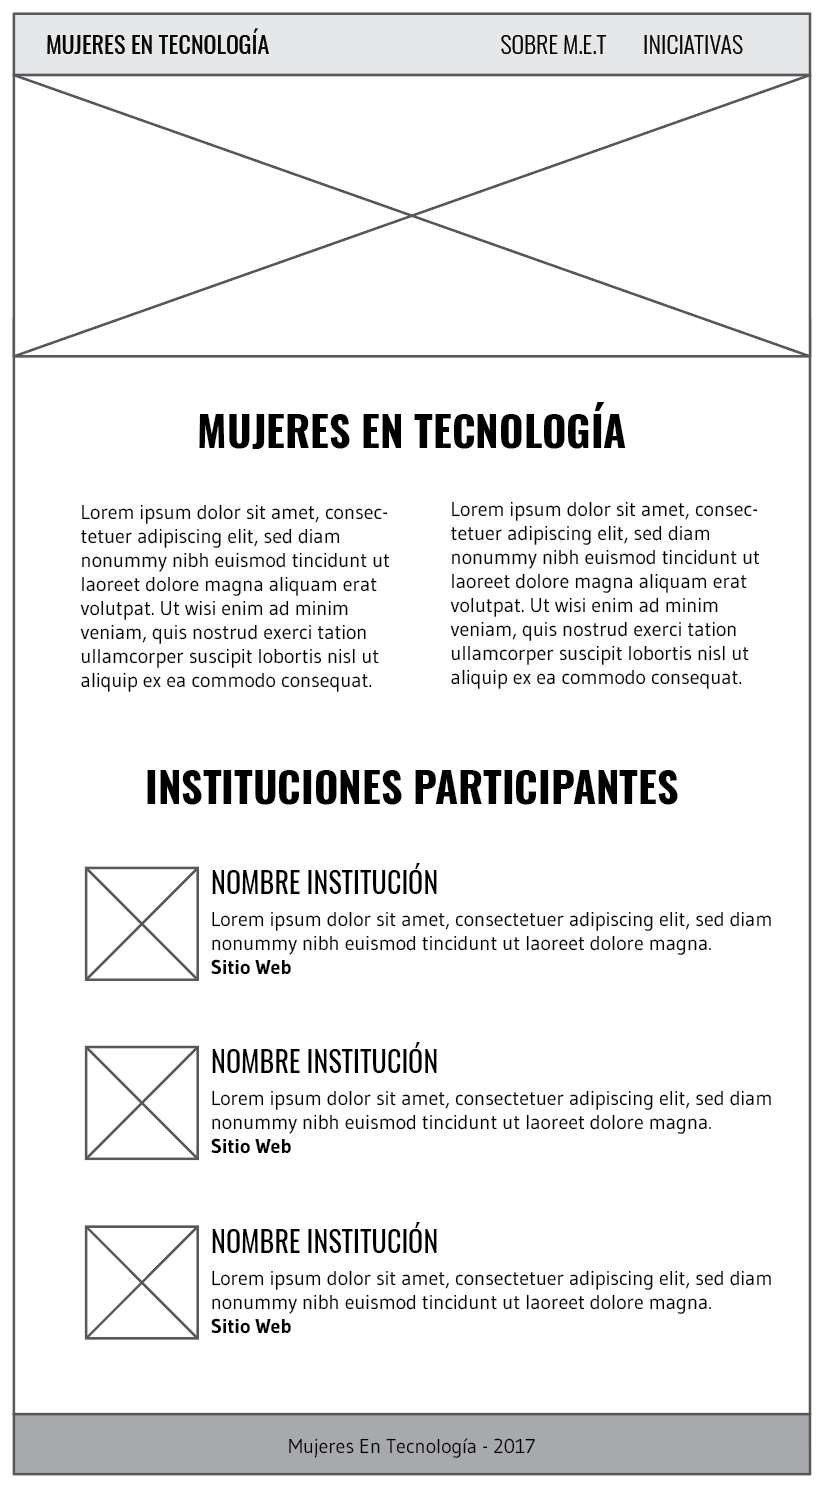 MUJERES EN TECNOLOGÍA SOBRE M.E.T INICIATIVAS
MUJERES EN TECNOLOGÍA
Lorem ipsum dolor sit amet, consec-
tetuer adipiscing elit, sed diam
nonummy nibh euismod tincidunt ut
laoreet dolore magna aliquam erat
volutpat. Ut wisi enim ad minim
veniam, quis nostrud exerci tation
ullamcorper suscipit lobortis nisl ut
aliquip ex ea commodo consequat.
Lorem ipsum dolor sit amet, consec-
tetuer adipiscing elit, sed diam
nonummy nibh euismod tincidunt ut
laoreet dolore magna aliquam erat
volutpat. Ut wisi enim ad minim
veniam, quis nostrud exerci tation
ullamcorper suscipit lobortis nisl ut
aliquip ex ea commodo consequat.
INSTITUCIONES PARTICIPANTES
NOMBRE INSTITUCIÓN
Lorem ipsum dolor sit amet, consectetuer adipiscing elit, sed diam
nonummy nibh euismod tincidunt ut laoreet dolore magna.
Sitio Web
NOMBRE INSTITUCIÓN
Lorem ipsum dolor sit amet, consectetuer adipiscing elit, sed diam
nonummy nibh euismod tincidunt ut laoreet dolore magna.
Sitio Web
NOMBRE INSTITUCIÓN
Lorem ipsum dolor sit amet, consectetuer adipiscing elit, sed diam
nonummy nibh euismod tincidunt ut laoreet dolore magna.
Sitio Web
Mujeres En Tecnología - 2017